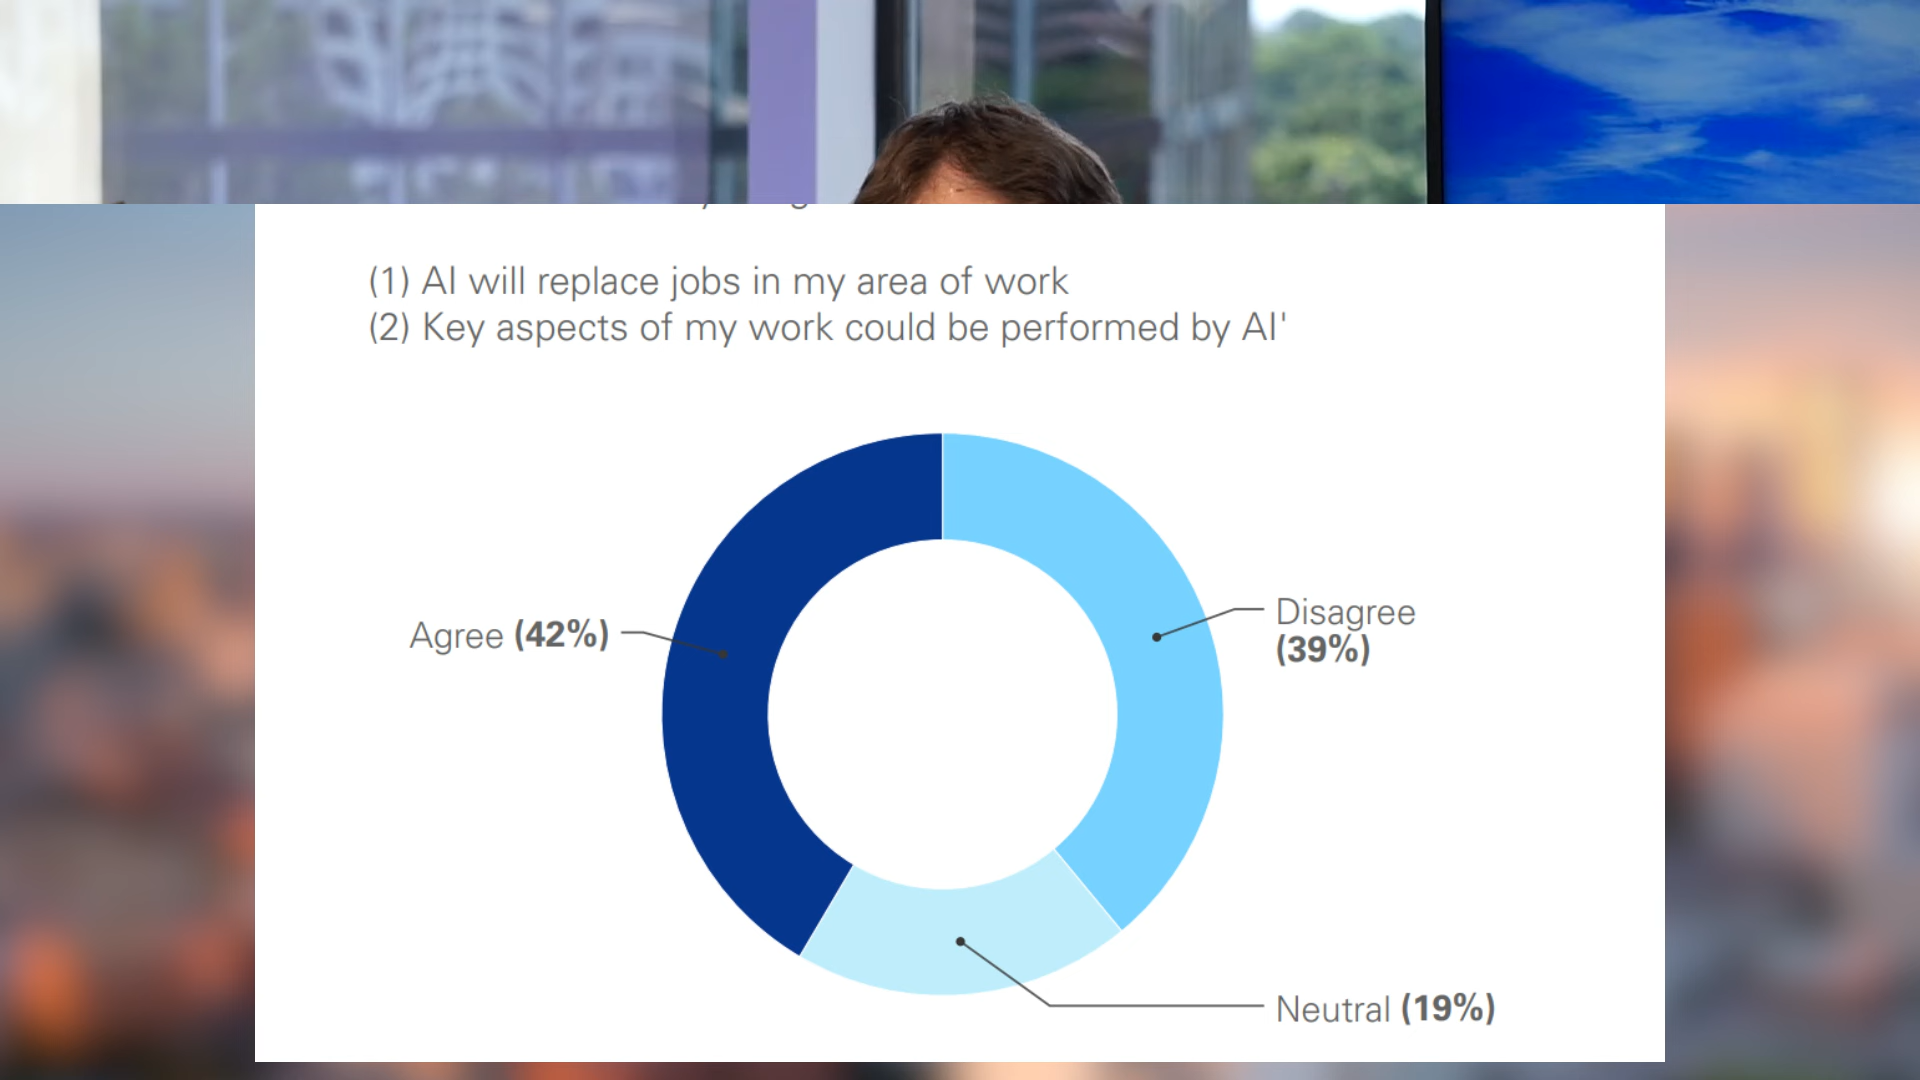 (1) AI will replace jobs in my area of work
(2) Key aspects of my work could be performed by AI'
Agree (42%)
Disagree
(39%)
Neutral (19%)